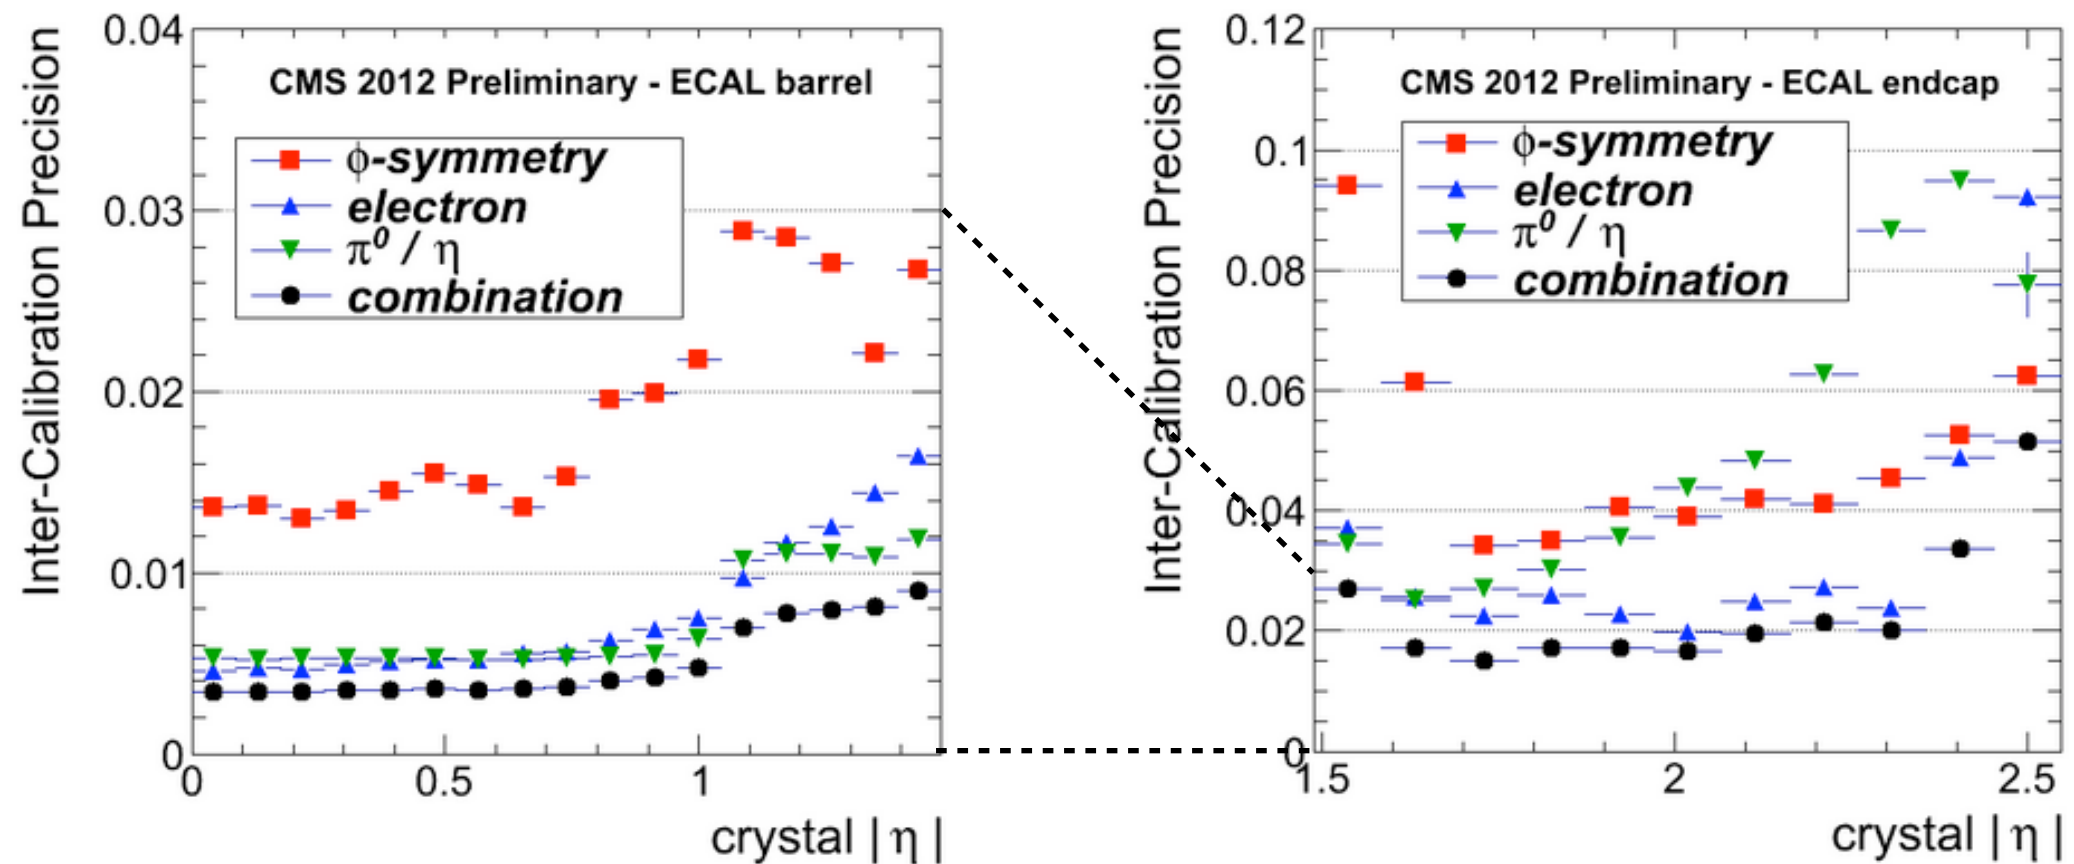 Inter-Calibration Precision
0.04
0.03
0.02
0.01
0
CMS 2012 Preliminary - ECAL barrel
ϕ-symmetry
electron
π⁰ / η
combination
0 0.5 1
crystal | η |
Inter-Calibration Precision
0.12
0.1
0.08
0.06
0.04
0.02
0
CMS 2012 Preliminary - ECAL endcap
ϕ-symmetry
electron
π⁰ / η
combination
1.5 2 2.5
crystal | η |